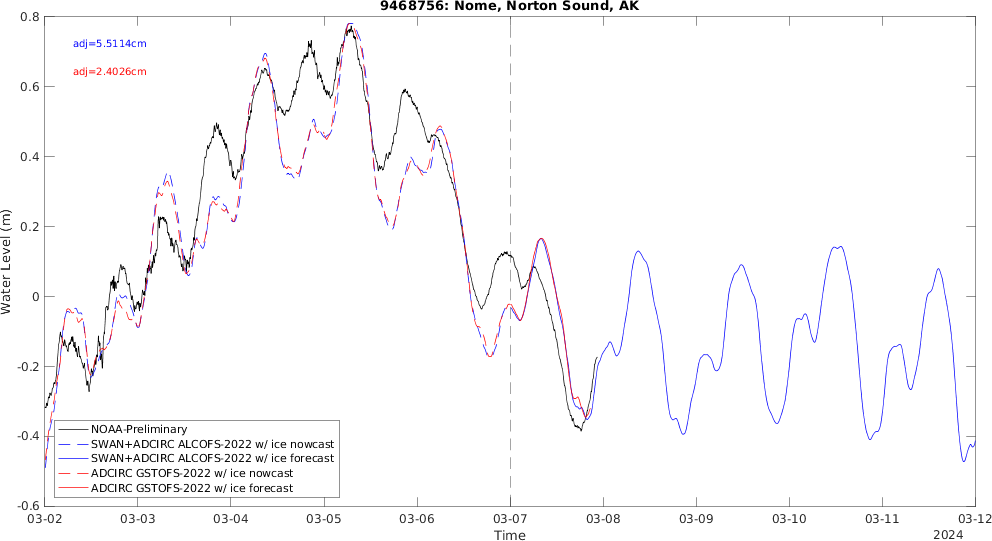 9468756: Nome, Norton Sound, AK
adj=5.5114cm
adj=2.4026cm
Water Level (m)
0.8
0.6
0.4
0.2
0
-0.2
-0.4
-0.6
NOAA-Preliminary
SWAN+ADCIRC ALCOFS-2022 w/ ice nowcast
SWAN+ADCIRC ALCOFS-2022 w/ ice forecast
ADCIRC GSTOFS-2022 w/ ice nowcast
ADCIRC GSTOFS-2022 w/ ice forecast
03-02 03-03 03-04 03-05 03-06 03-07 03-08 03-09 03-10 03-11 03-12
Time
2024